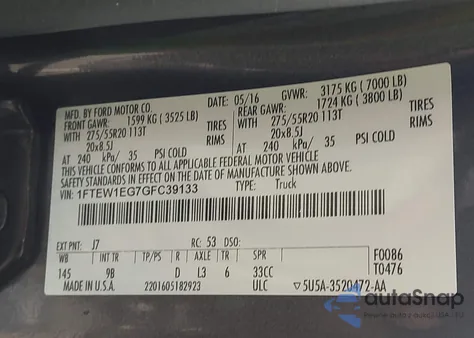 MFD. BY FORD MOTOR CO. DATE: 05/16 GVWR: 3175 KG ( 7000 LB)
FRONT GAWR: 1599 KG ( 3525 LB) REAR GAWR: 1724 KG ( 3800 LB)
WITH 275/55R20 113T TIRES WITH 275/55R20 113T TIRES
20x8.5J RIMS 20x8.5J RIMS
AT 240 kPa/ 35 PSI COLD AT 240 kPa/ 35 PSI COLD
THIS VEHICLE CONFORMS TO ALL APPLICABLE FEDERAL MOTOR VEHICLE
SAFETY STANDARDS IN EFFECT ON THE DATE OF MANUFACTURE SHOWN ABOVE.
VIN: 1FTEW1EG7GFC39133 TYPE: Truck
EXT PNT: J7 RC: 53 DSO:
WB INT TR TP/PS R AXLE TR SPR F0086
145 9B D L3 6 33CC T0476
MADE IN U.S.A. 2201605182923 ULC ▽5U5A-3520472-AA
autaSnap